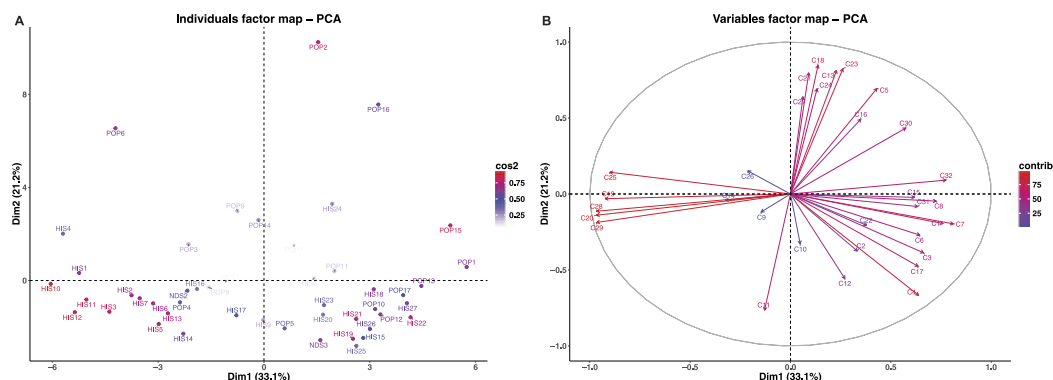 A
Individuals factor map – PCA
POP2
POP16
8
POP6
cos2
0.75
0.50
0.25
Dim2 (21.2%)
4
POP8
HIS24
POP14
POP15
HIS4
POP3
POP11
POP1
HIS1
0
HIS10
HIS16
POP13
HIS2
NDS2
HIS18
POP17
HIS11
HIS7
POP4
HIS23
POP10
HIS27
HIS12
HIS3
HIS6
HIS13
HIS17
HIS20
HIS21
POP12
HIS22
HIS5
HIS9
POP5
HIS26
HIS14
NDS3
HIS19
HIS15
HIS25
−6
−3
0
3
6
Dim1 (33.1%)
B
Variables factor map – PCA
1.0
C18
C23
C13
C24
C5
C16
C30
0.5
contrib
75
50
25
Dim2 (21.2%)
C25
C26
C32
0.0
C28
C20
C29
C9
C31
C8
C7
C22
C6
C10
C2
C3
C17
C12
−0.5
−1.0
−1.0
−0.5
0.0
0.5
1.0
Dim1 (33.1%)